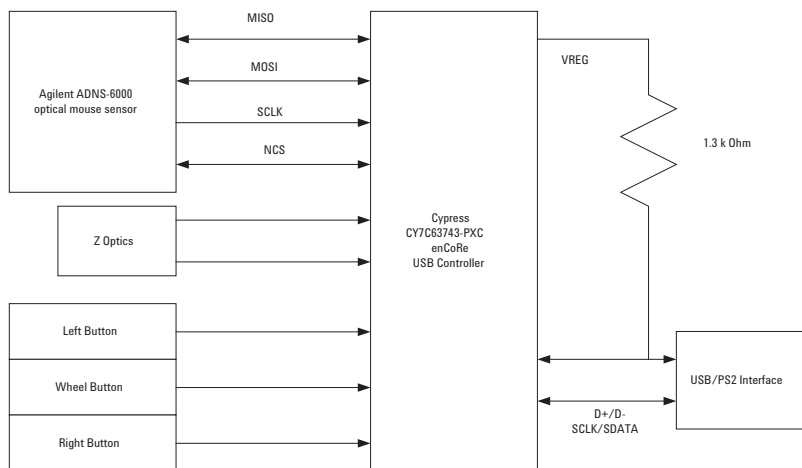 MISO
MOSI
SCLK
NCS
Agilent ADNS-6000
optical mouse sensor
Z Optics
Left Button
Wheel Button
Right Button
Cypress
CY7C63743-PXC
enCoRe
USB Controller
VREG
1.3 k Ohm
USB/PS2 Interface
D+/D-
SCLK/SDATA